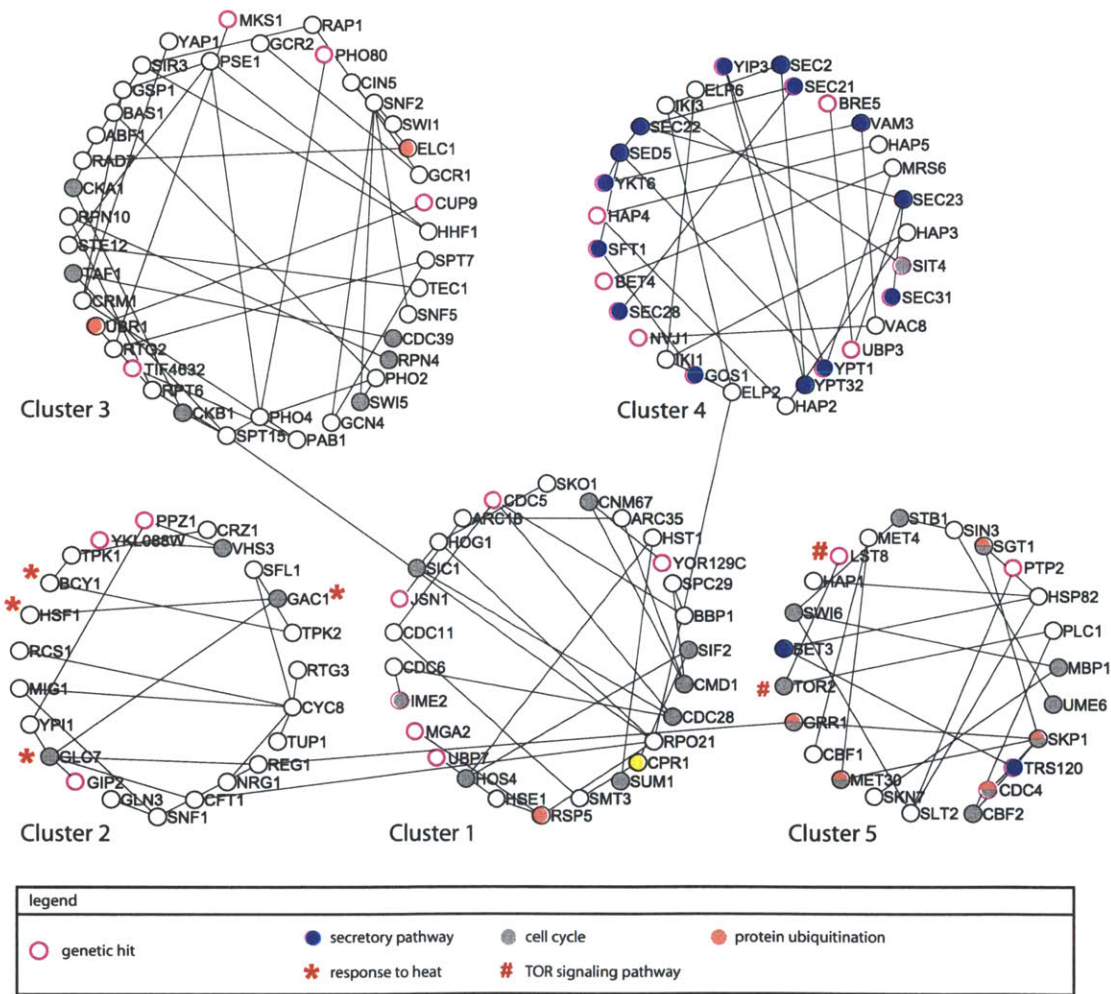 MKS1
RAP1
YAP1
GCR2
PHO80
SIR3
PSE1
GSP1
CIN5
BAS1
SNF2
ABF1
SWI1
RAD7
ELC1
CKA1
GCR1
RPN10
CUP9
STE12
HHF1
TAF1
SPT7
CRM1
TEC1
UBR1
SNF5
RTG2
CDC39
TIF4632
RPN4
RPT6
PHO2
CKB1
SWI5
SPT15
PHO4
GCN4
PAB1
Cluster 3
YIP3
SEC2
ELP6
SEC21
IKI3
BRE5
SEC22
VAM3
SED5
HAP5
YKT6
MRS6
HAP4
SEC23
SFT1
HAP3
BET4
SIT4
SEC28
SEC31
NVJ1
VAC8
IKI1
UBP3
GOS1
YPT1
ELP2
YPT32
HAP2
Cluster 4
PPZ1
YKL088W
CRZ1
TPK1
VHS3
*
BCY1
SFL1
*
HSF1
GAC1 *
RCS1
TPK2
MIG1
RTG3
YPI1
CYC8
*
GLC7
TUP1
GIP2
REG1
GLN3
NRG1
SNF1
CFT1
Cluster 2
SKO1
CDC5
CNM67
ARC18
ARC35
HOG1
HST1
SIC1
YOR129C
JSN1
SPC29
CDC11
BBP1
CDC6
SIF2
IME2
CMD1
MGA2
CDC28
UBP7
RPO21
HOS4
CPR1
HSE1
SUM1
RSP5
SMT3
Cluster 1
STB1
MET4
SIN3
#
LST8
SGT1
HAP1
PTP2
SWI6
HSP82
BET3
PLC1
#
TOR2
MBP1
GRR1
UME6
CBF1
SKP1
MET30
TRS120
SKN7
CDC4
SLT2
CBF2
Cluster 5
legend
genetic hit
secretory pathway
cell cycle
protein ubiquitination
* response to heat
# TOR signaling pathway